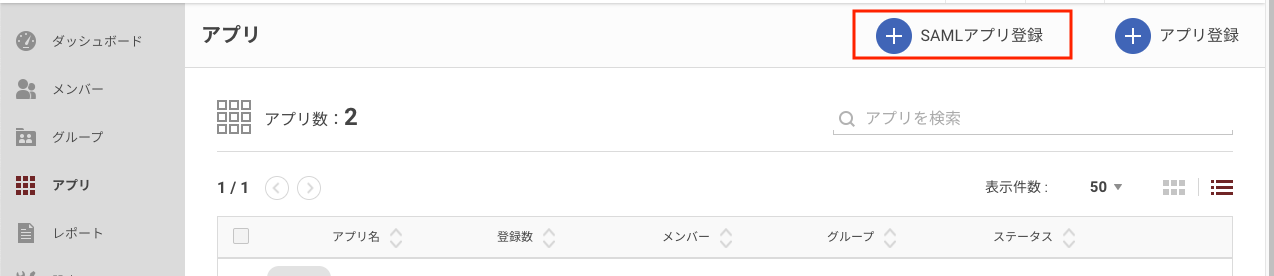 アプリ
SAMLアプリ登録
アプリ登録
ダッシュボード
メンバー
グループ
アプリ
レポート
アプリ数：2
アプリを検索
1 / 1
表示件数 :
50
アプリ名
登録数
メンバー
グループ
ステータス